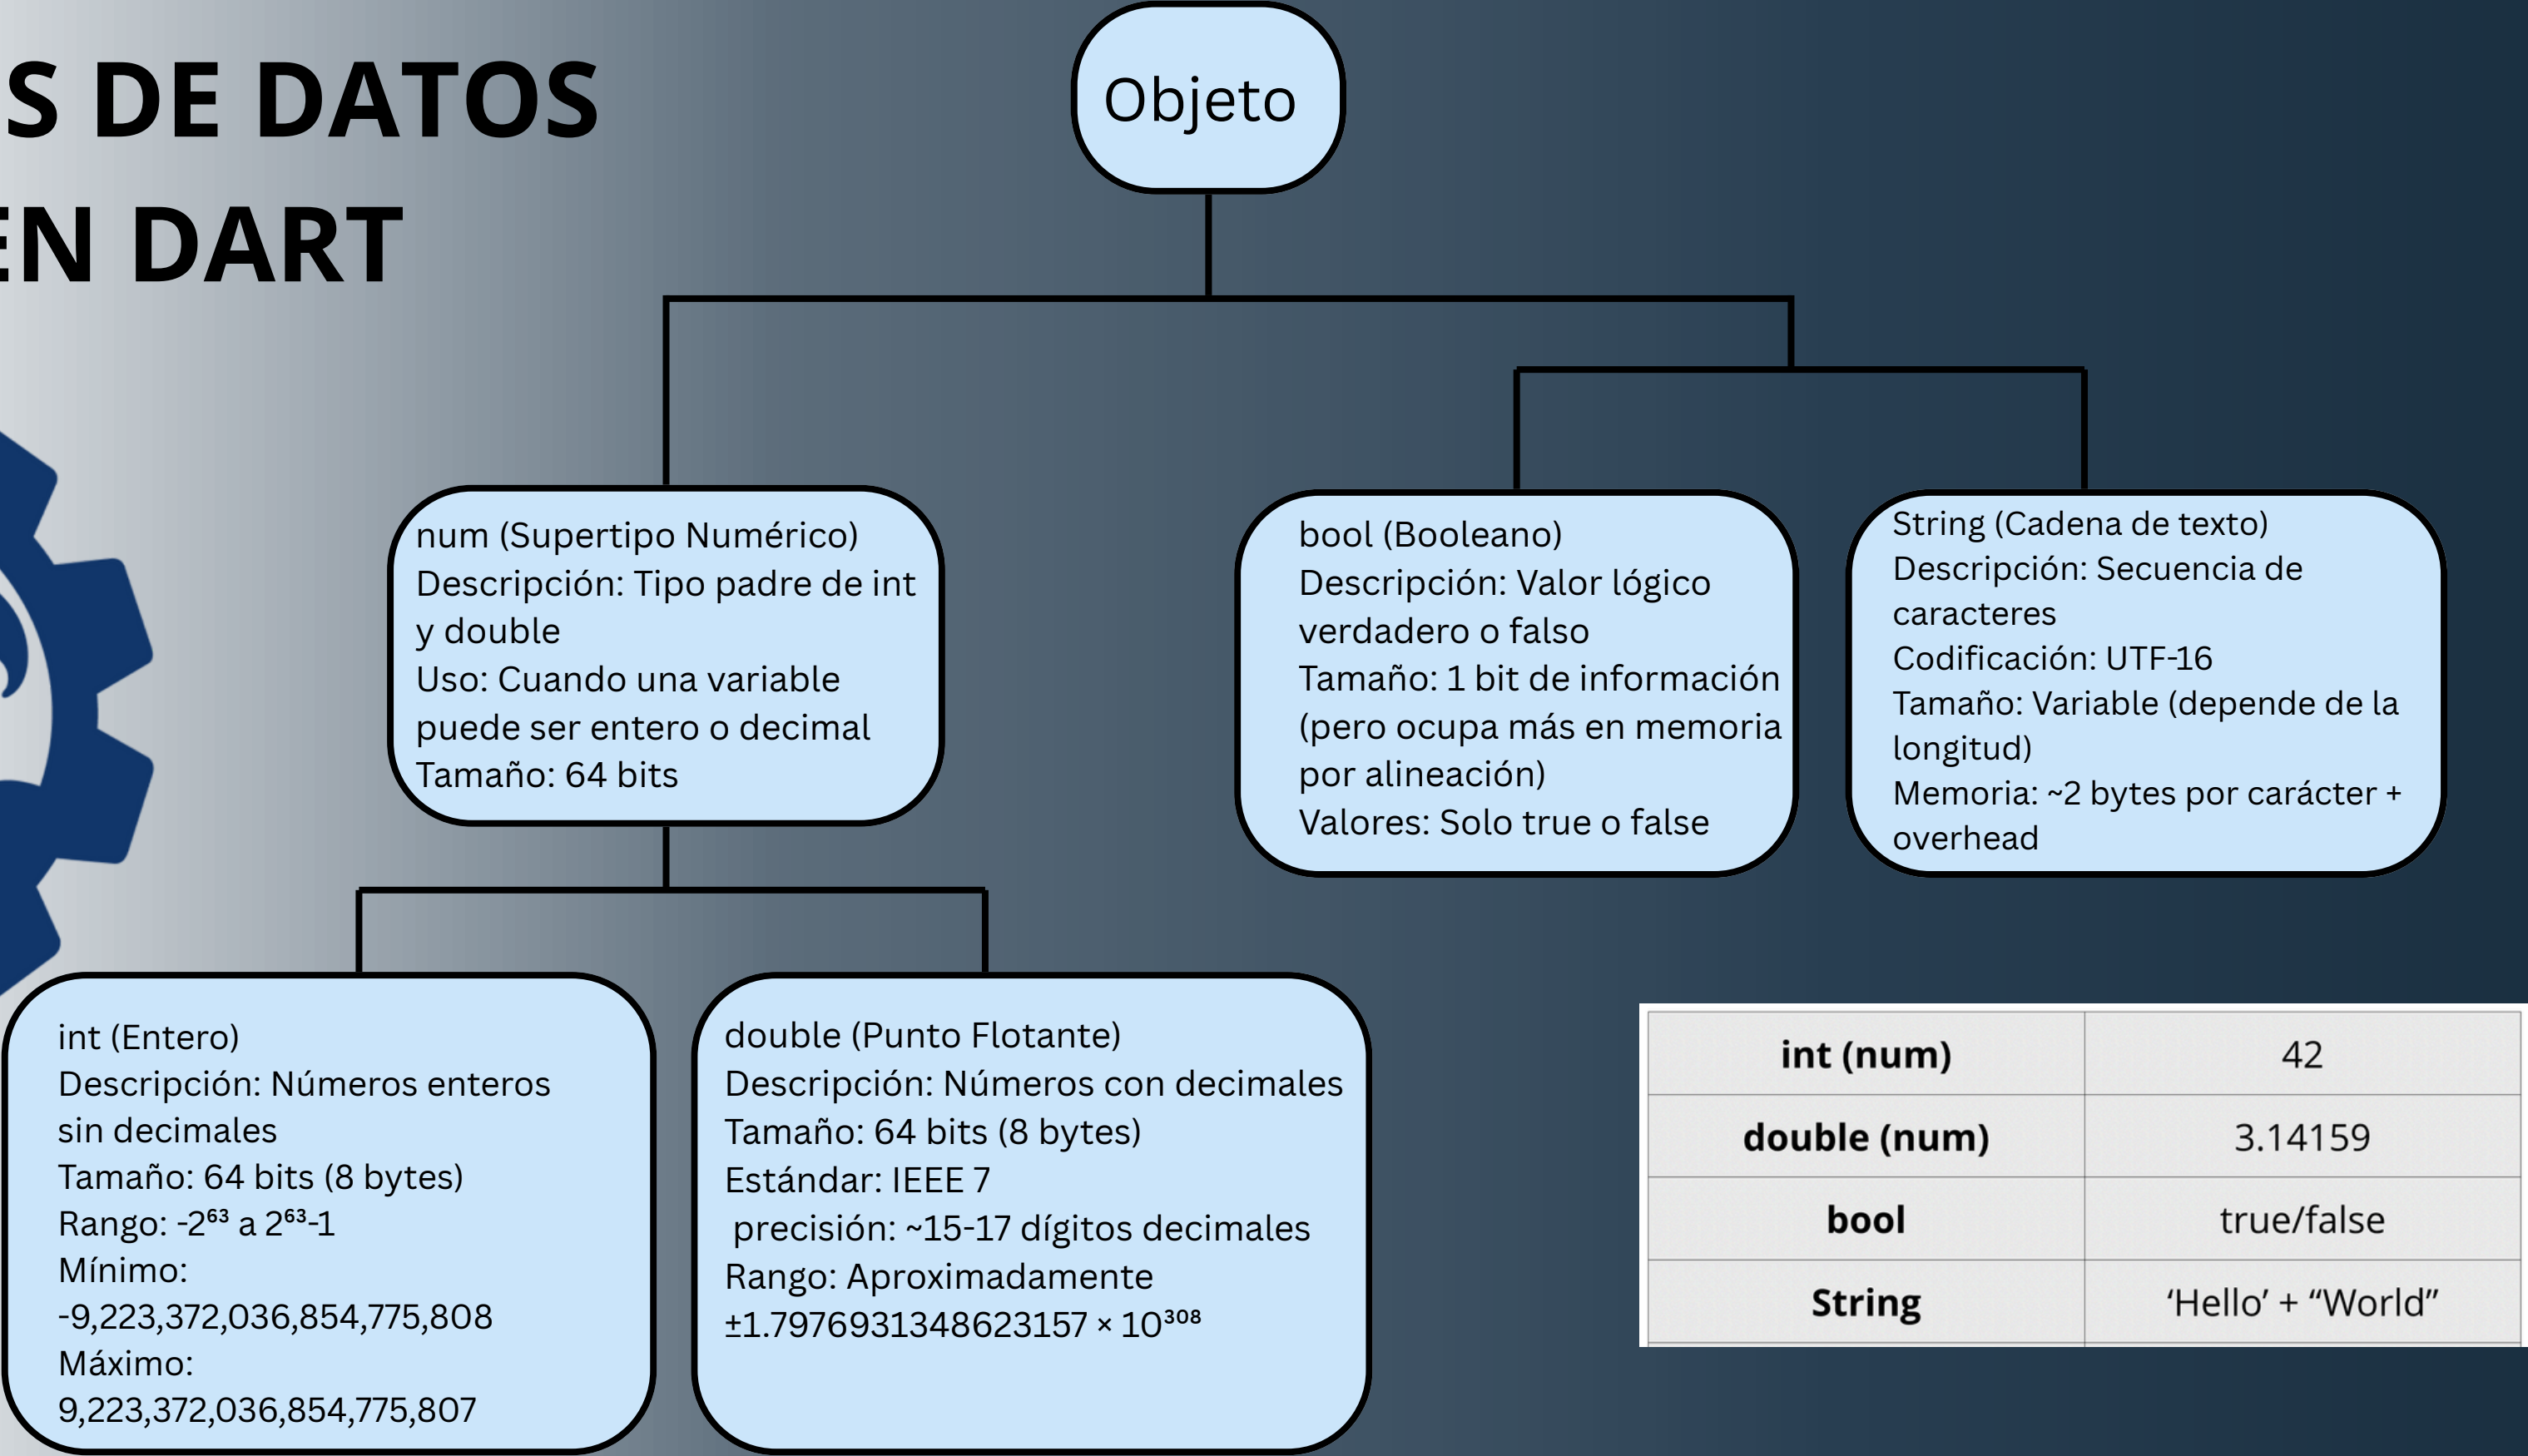 S DE DATOS
EN DART
Objeto
num (Supertipo Numérico)
Descripción: Tipo padre de int
y double
Uso: Cuando una variable
puede ser entero o decimal
Tamaño: 64 bits
bool (Booleano)
Descripción: Valor lógico
verdadero o falso
Tamaño: 1 bit de información
(pero ocupa más en memoria
por alineación)
Valores: Solo true o false
String (Cadena de texto)
Descripción: Secuencia de
caracteres
Codificación: UTF-16
Tamaño: Variable (depende de la
longitud)
Memoria: ~2 bytes por carácter +
overhead
int (Entero)
Descripción: Números enteros
sin decimales
Tamaño: 64 bits (8 bytes)
Rango: -2⁶³ a 2⁶³-1
Mínimo:
-9,223,372,036,854,775,808
Máximo:
9,223,372,036,854,775,807
double (Punto Flotante)
Descripción: Números con decimales
Tamaño: 64 bits (8 bytes)
Estándar: IEEE 7
precisión: ~15-17 dígitos decimales
Rango: Aproximadamente
±1.7976931348623157 × 10³⁰⁸
int (num) 42
double (num) 3.14159
bool true/false
String ‘Hello’ + “World”